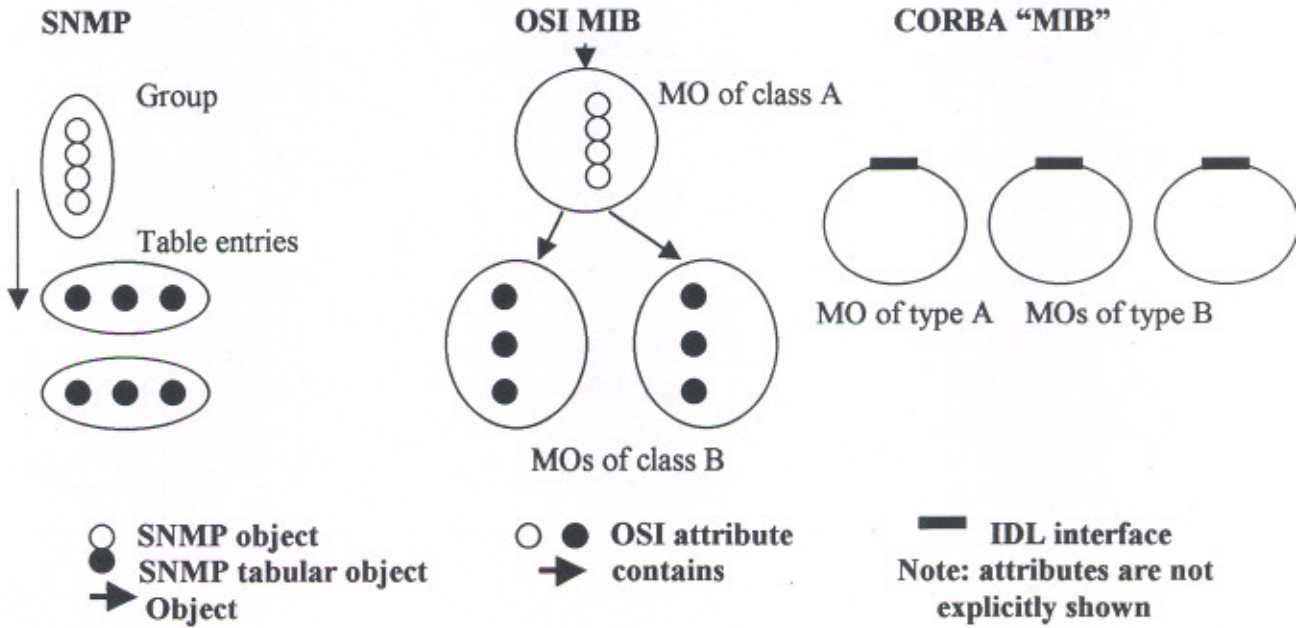 SNMP
OSI MIB
CORBA “MIB”
Group
MO of class A
Table entries
MO of type A
MOs of type B
MOs of class B
SNMP object
SNMP tabular object
Object
OSI attribute
contains
IDL interface
Note: attributes are not
explicitly shown